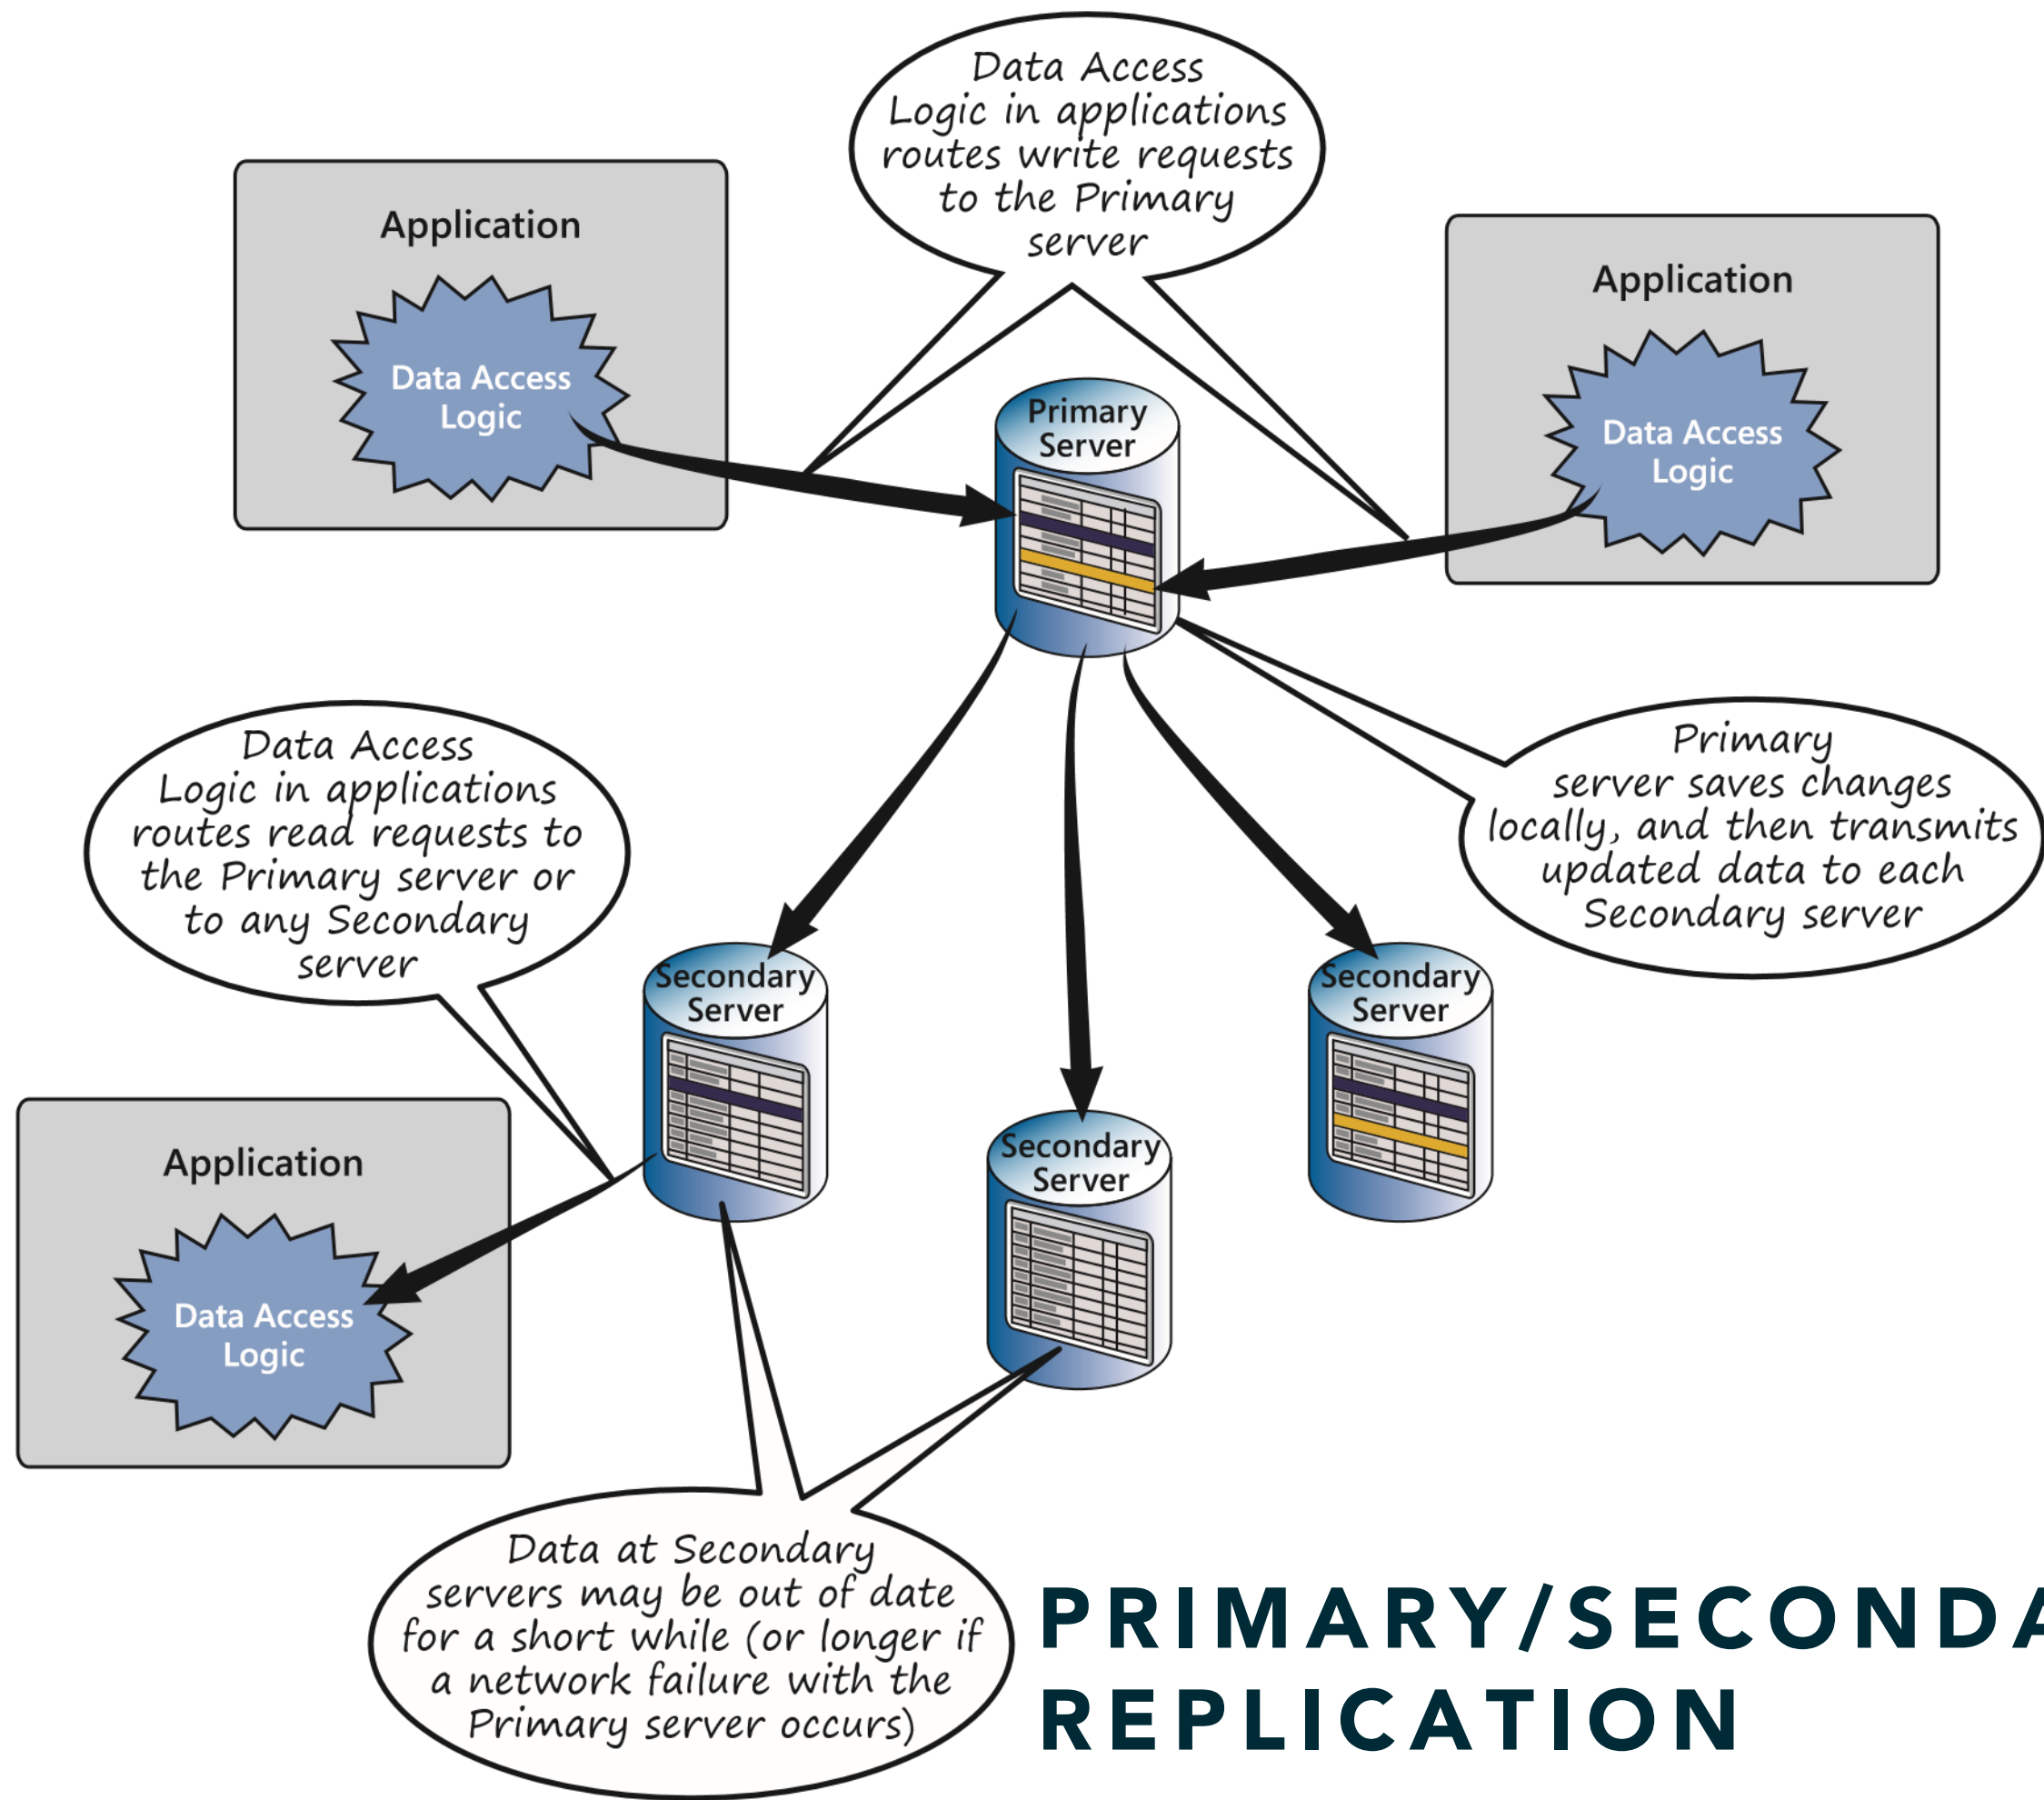 Data Access
Logic in applications
routes write requests
to the Primary
server
Application
Data Access
Logic
Application
Data Access
Logic
Primary
Server
Data Access
Logic in applications
routes read requests to
the Primary server or
to any Secondary
server
Primary
server saves changes
locally, and then transmits
updated data to each
Secondary server
Secondary
Server
Secondary
Server
Secondary
Server
Application
Data Access
Logic
Data at Secondary
servers may be out of date
for a short while (or longer if
a network failure with the
Primary server occurs)
PRIMARY/SECONDA
REPLICATION